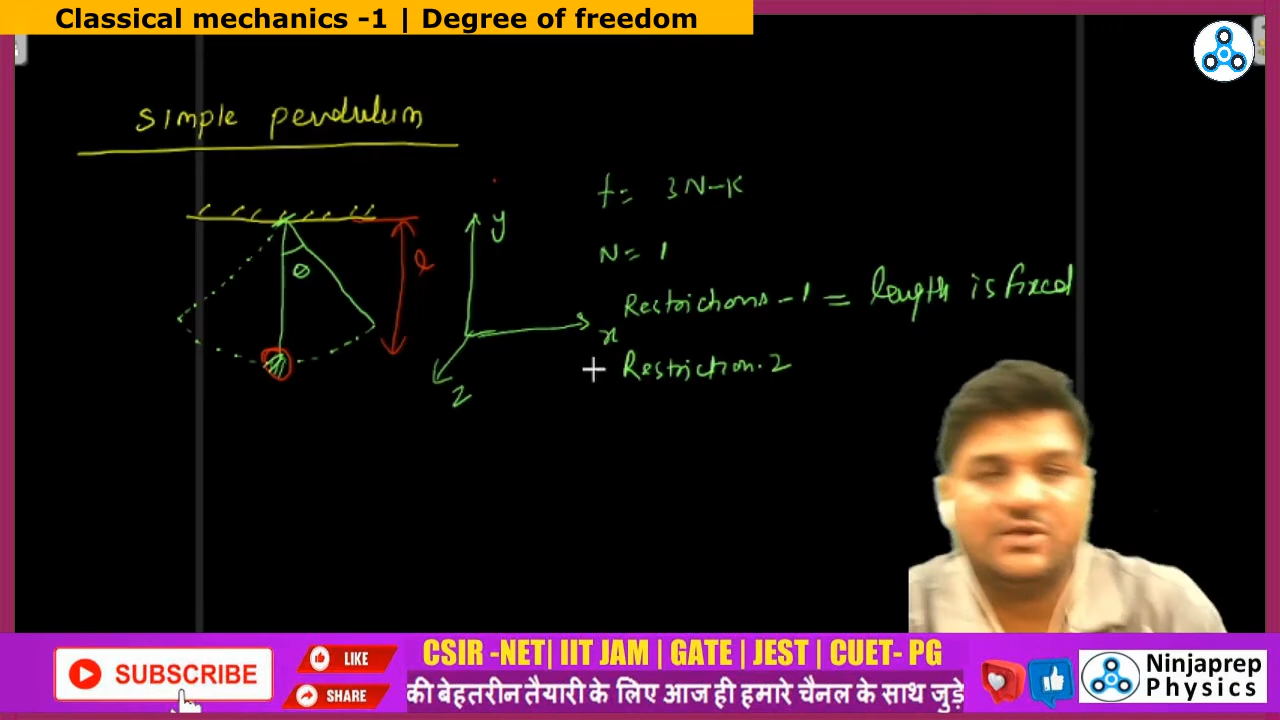 Classical mechanics -1 | Degree of freedom
simple pendulum
f = 3N-K
y
θ
l
N = 1
Restrictions - 1 = length is fixed
x
Restriction. 2
z
CSIR -NET| IIT JAM | GATE | JEST | CUET- PG
SUBSCRIBE
LIKE
SHARE
की बेहतरीन तैयारी के लिए आज ही हमारे चैनल के साथ जुड़े
Ninjaprep
Physics